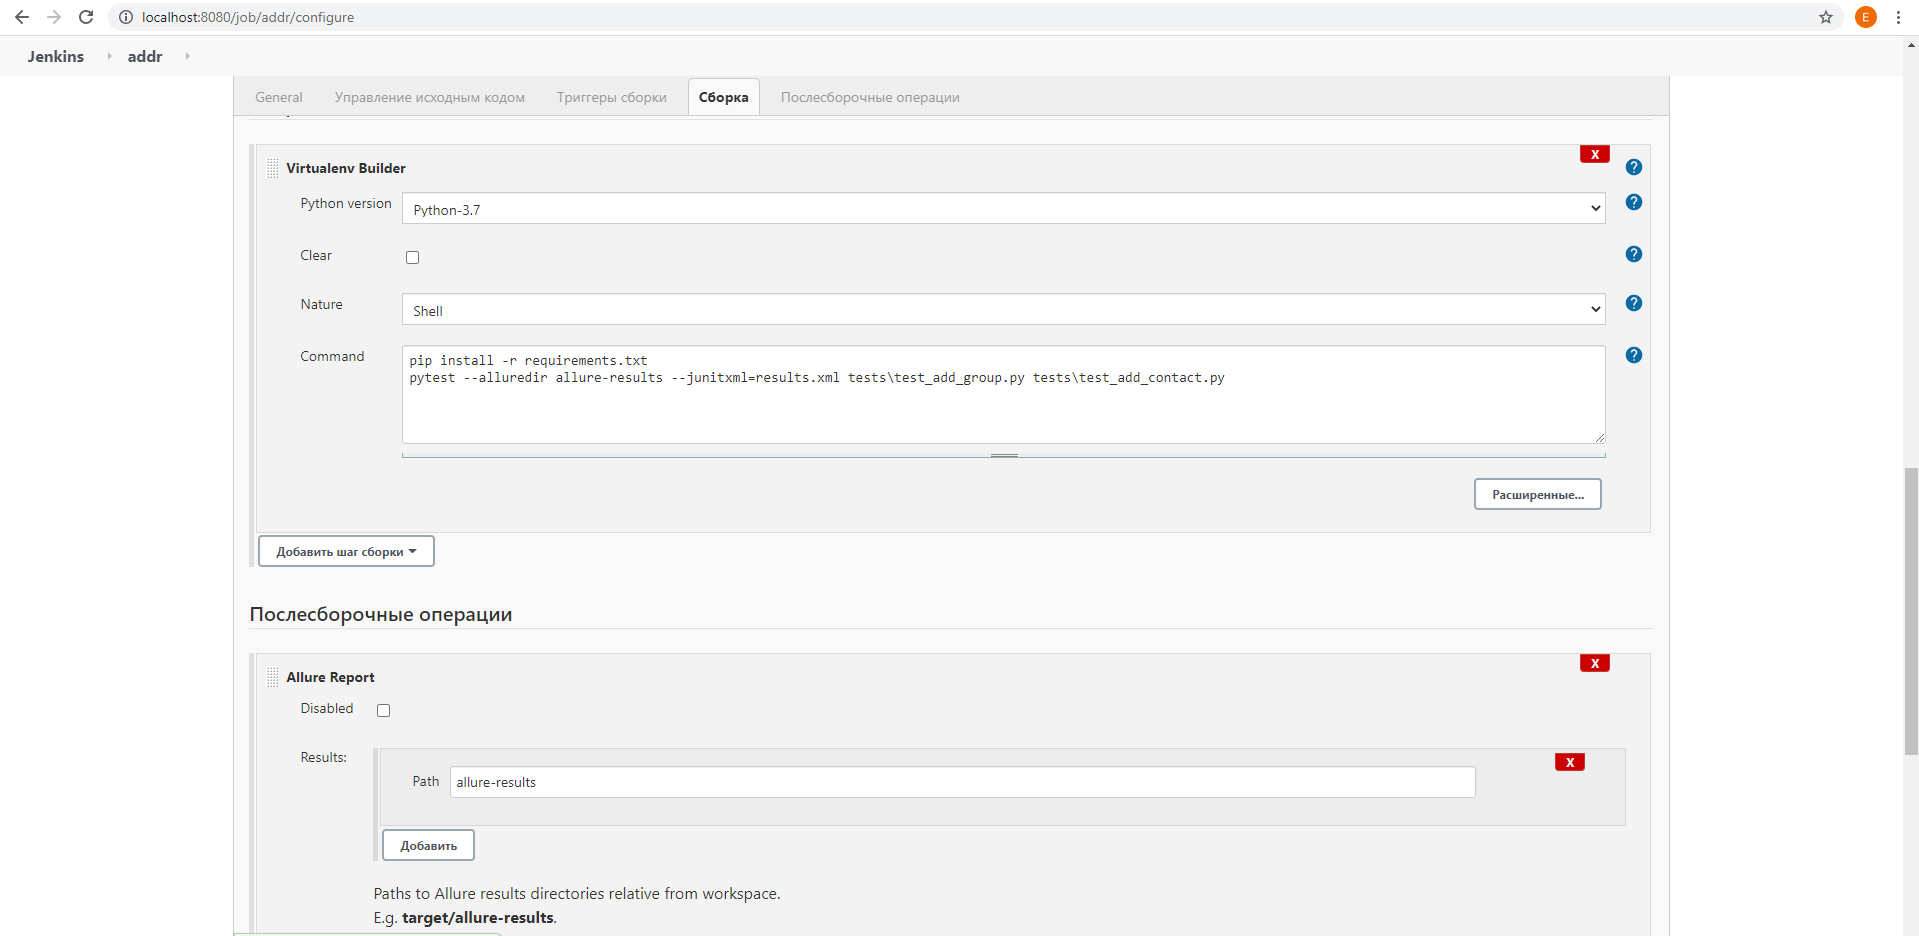 localhost:8080/job/addr/configure
E
Jenkins addr
General Управление исходным кодом Триггеры сборки Сборка Послесборочные операции
X
Virtualenv Builder
?
Python version Python-3.7 ?
Clear ?
Nature Shell ?
Command
pip install -r requirements.txt
pytest --alluredir allure-results --junitxml=results.xml tests\test_add_group.py tests\test_add_contact.py
?
Расширенные...
Добавить шаг сборки
Послесборочные операции
X
Allure Report
Disabled
Results:
X
Path allure-results
Добавить
Paths to Allure results directories relative from workspace.
E.g. target/allure-results.